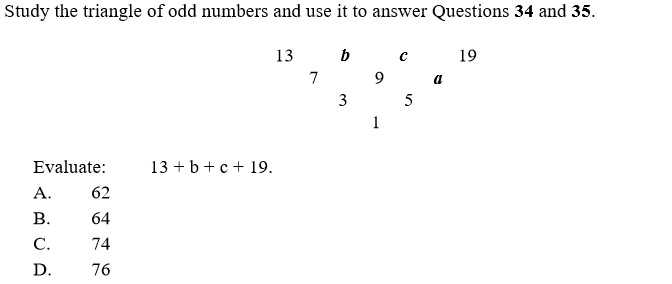 Study the triangle of odd numbers and use it to answer Questions 34 and 35.
13 b c 19
7 9 a
3 5
1
Evaluate: 13 + b + c + 19.
A. 62
B. 64
C. 74
D. 76